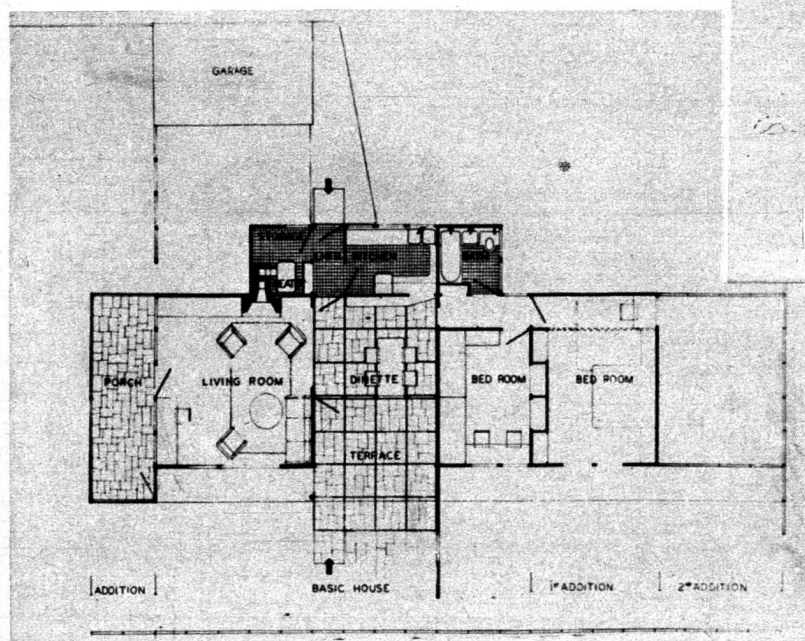 GARAGE
KITCHEN
HEAT
BATH
PORCH
LIVING ROOM
DINETTE
BED ROOM
BED ROOM
TERRACE
ADDITION
BASIC HOUSE
1st ADDITION
2nd ADDITION